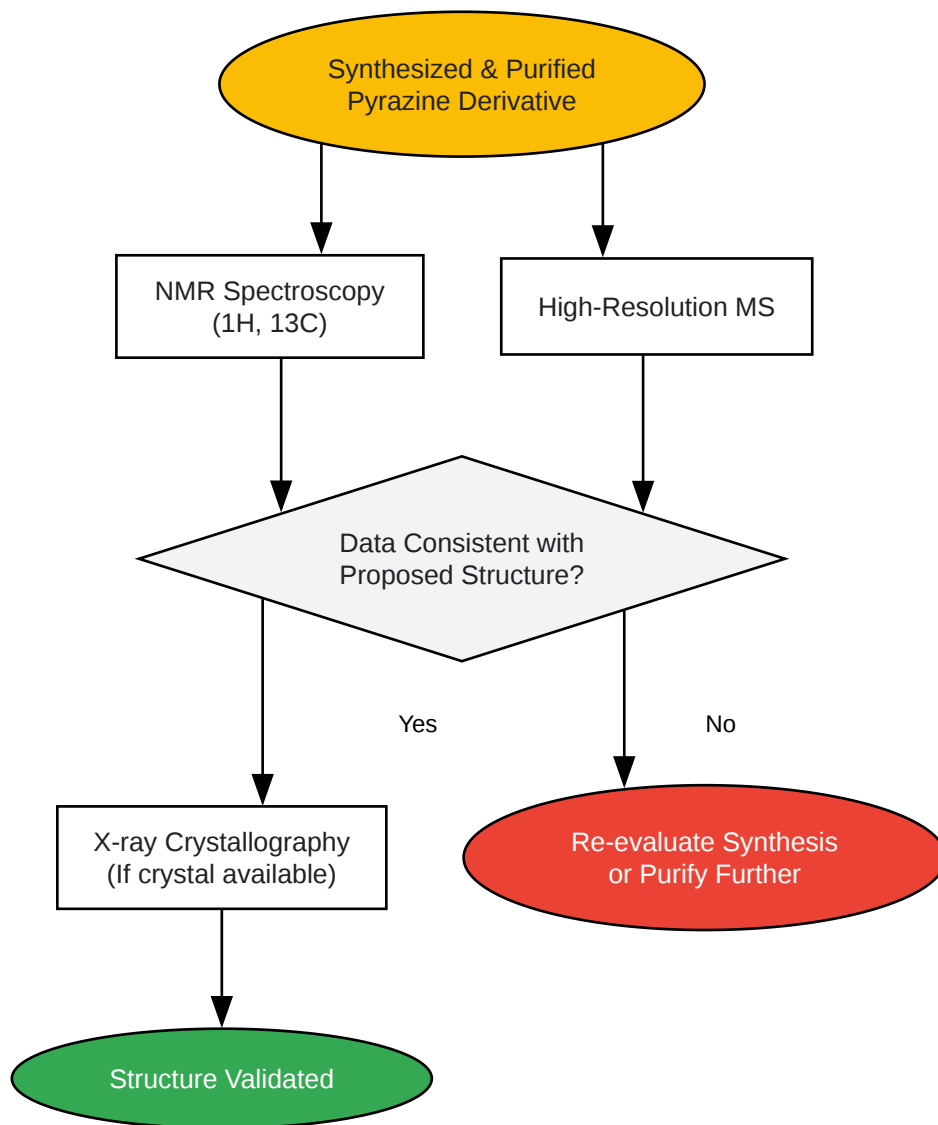 Synthesized & Purified
Pyrazine Derivative
NMR Spectroscopy
(1H, 13C)
High-Resolution MS
Data Consistent with
Proposed Structure?
Yes
No
X-ray Crystallography
(If crystal available)
Re-evaluate Synthesis
or Purify Further
Structure Validated